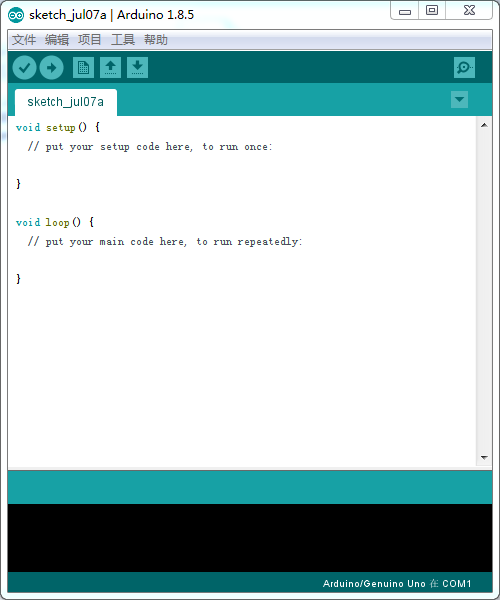 sketch_jul07a | Arduino 1.8.5
文件 编辑 项目 工具 帮助
sketch_jul07a
void setup() {
  // put your setup code here, to run once:
}
void loop() {
  // put your main code here, to run repeatedly:
}
Arduino/Genuino Uno 在 COM1